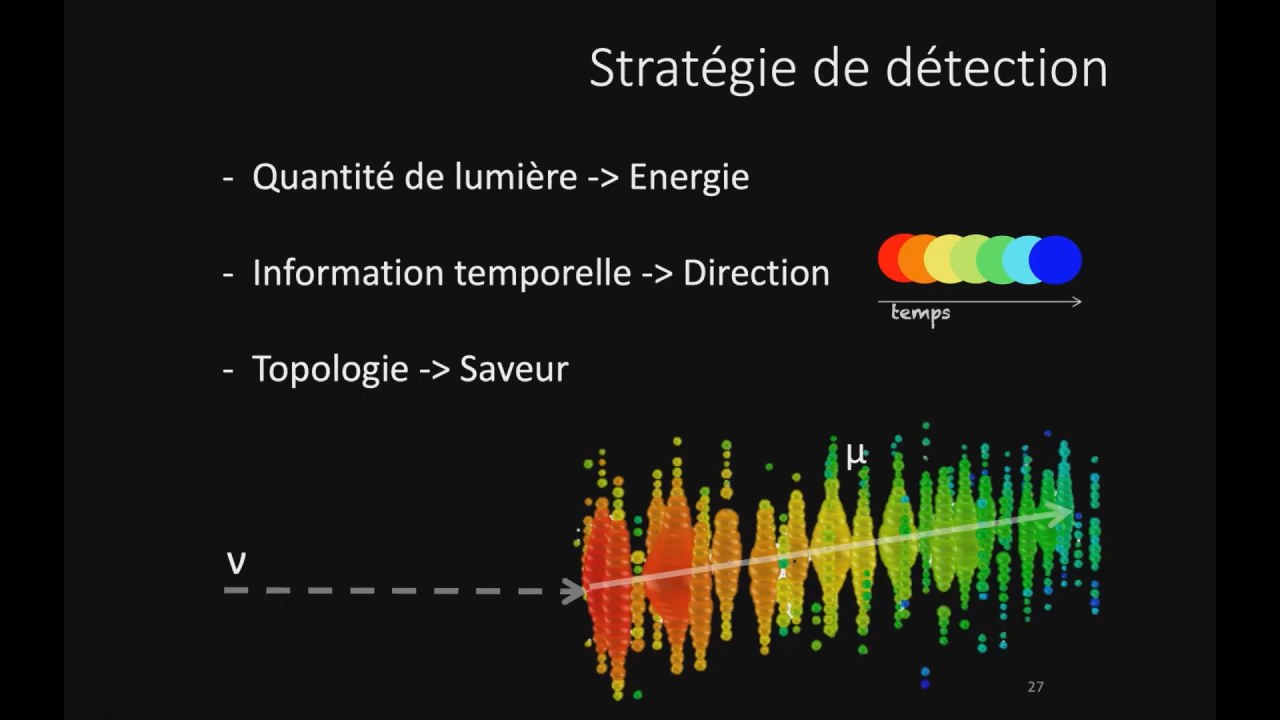 Stratégie de détection
- Quantité de lumière -> Energie
- Information temporelle -> Direction
temps
- Topologie -> Saveur
μ
ν
27